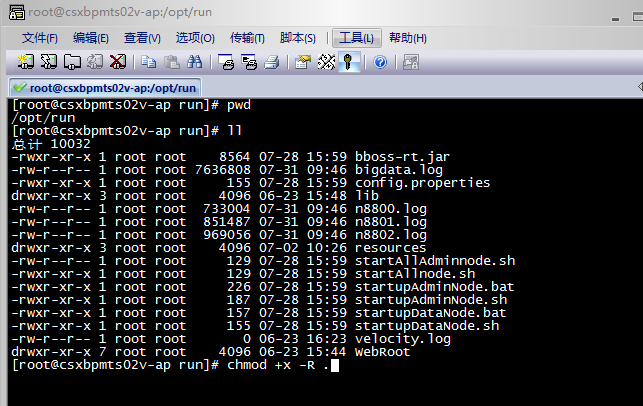 root@csxbpmts02v-ap:/opt/run
文件(F) 编辑(E) 查看(V) 选项(O) 传输(T) 脚本(S) 工具(L) 帮助(H)
root@csxbpmts02v-ap:/opt/run
[root@csxbpmts02v-ap run]# pwd
/opt/run
[root@csxbpmts02v-ap run]# ll
总计 10032
-rwxr-xr-x 1 root root 8564 07-28 15:59 bboss-rt.jar
-rw-r--r-- 1 root root 7636808 07-31 09:46 bigdata.log
-rw-r--r-- 1 root root 155 07-28 15:59 config.properties
drwxr-xr-x 3 root root 4096 06-23 15:48 lib
-rw-r--r-- 1 root root 733004 07-31 09:46 n8800.log
-rw-r--r-- 1 root root 851487 07-31 09:46 n8801.log
-rw-r--r-- 1 root root 969056 07-31 09:46 n8802.log
drwxr-xr-x 3 root root 4096 07-02 10:26 resources
-rwxr-xr-x 1 root root 129 07-28 15:59 startAllAdminnode.sh
-rwxr-xr-x 1 root root 129 07-28 15:59 startAllnode.sh
-rwxr-xr-x 1 root root 226 07-28 15:59 startupAdminNode.bat
-rwxr-xr-x 1 root root 187 07-28 15:59 startupAdminNode.sh
-rwxr-xr-x 1 root root 157 07-28 15:59 startupDataNode.bat
-rwxr-xr-x 1 root root 155 07-28 15:59 startupDataNode.sh
-rw-r--r-- 1 root root 0 06-23 16:23 velocity.log
drwxr-xr-x 7 root root 4096 06-23 15:44 WebRoot
[root@csxbpmts02v-ap run]# chmod +x -R .